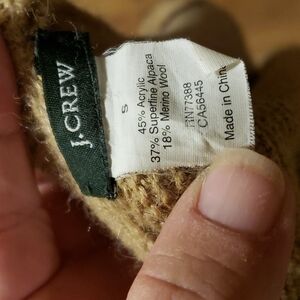 J.CREW
S
45% Acrylic
37% Superfine Alpaca
18% Merino Wool
RN77388
CA56445
Made in China